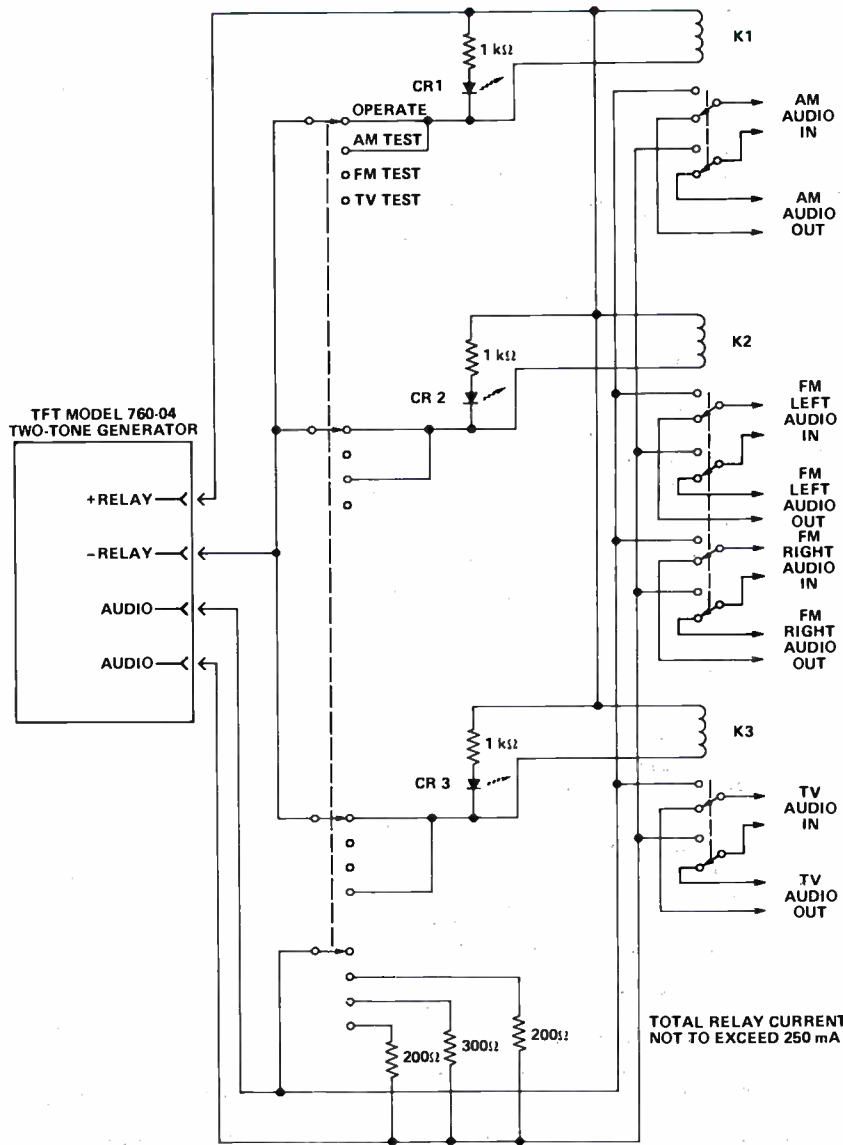 K1
1 kΩ
CR1
OPERATE
AM TEST
FM TEST
TV TEST
AM
AUDIO
IN
AM
AUDIO
OUT
K2
1 kΩ
CR 2
FM
LEFT
AUDIO
IN
FM
LEFT
AUDIO
OUT
FM
RIGHT
AUDIO
IN
FM
RIGHT
AUDIO
OUT
TFT MODEL 760-04
TWO-TONE GENERATOR
+RELAY
−RELAY
AUDIO
AUDIO
K3
1 kΩ
CR 3
TV
AUDIO
IN
TV
AUDIO
OUT
200Ω
300Ω
200Ω
TOTAL RELAY CURRENT
NOT TO EXCEED 250 mA